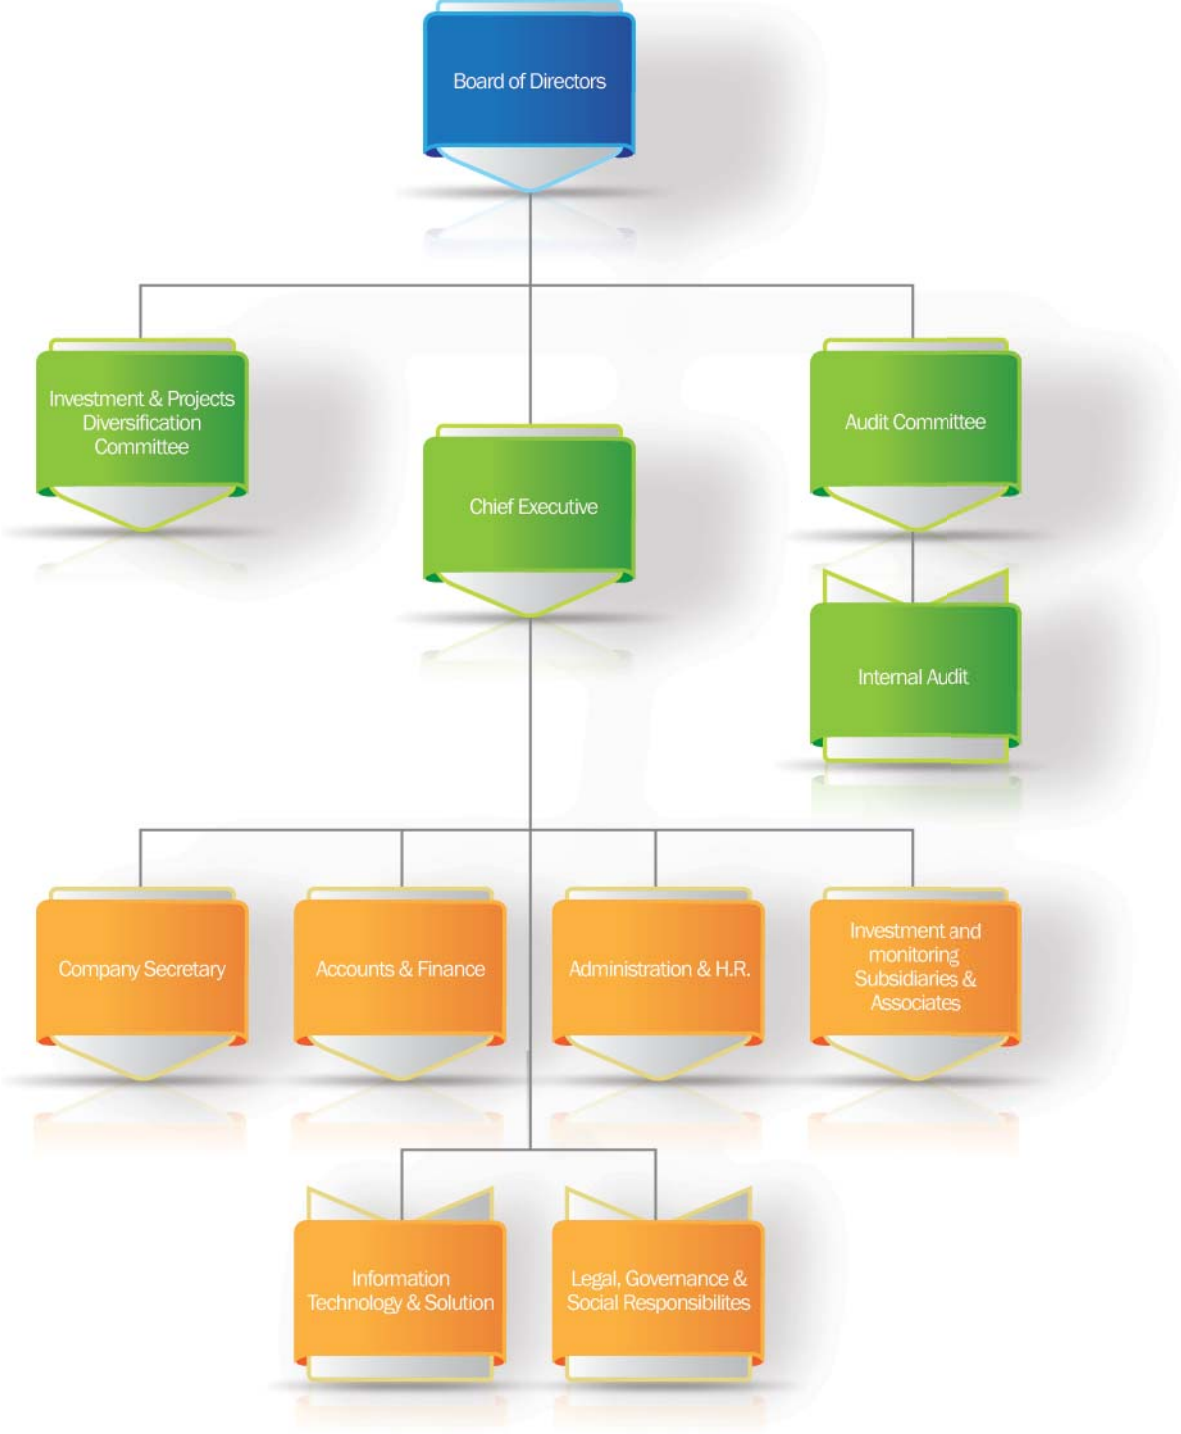 Board of Directors
Investment & Projects
Diversification
Committee
Audit Committee
Chief Executive
Internal Audit
Company Secretary
Accounts & Finance
Administration & H.R.
Investment and
monitoring
Subsidiaries &
Associates
Information
Technology & Solution
Legal, Governance &
Social Responsibilites